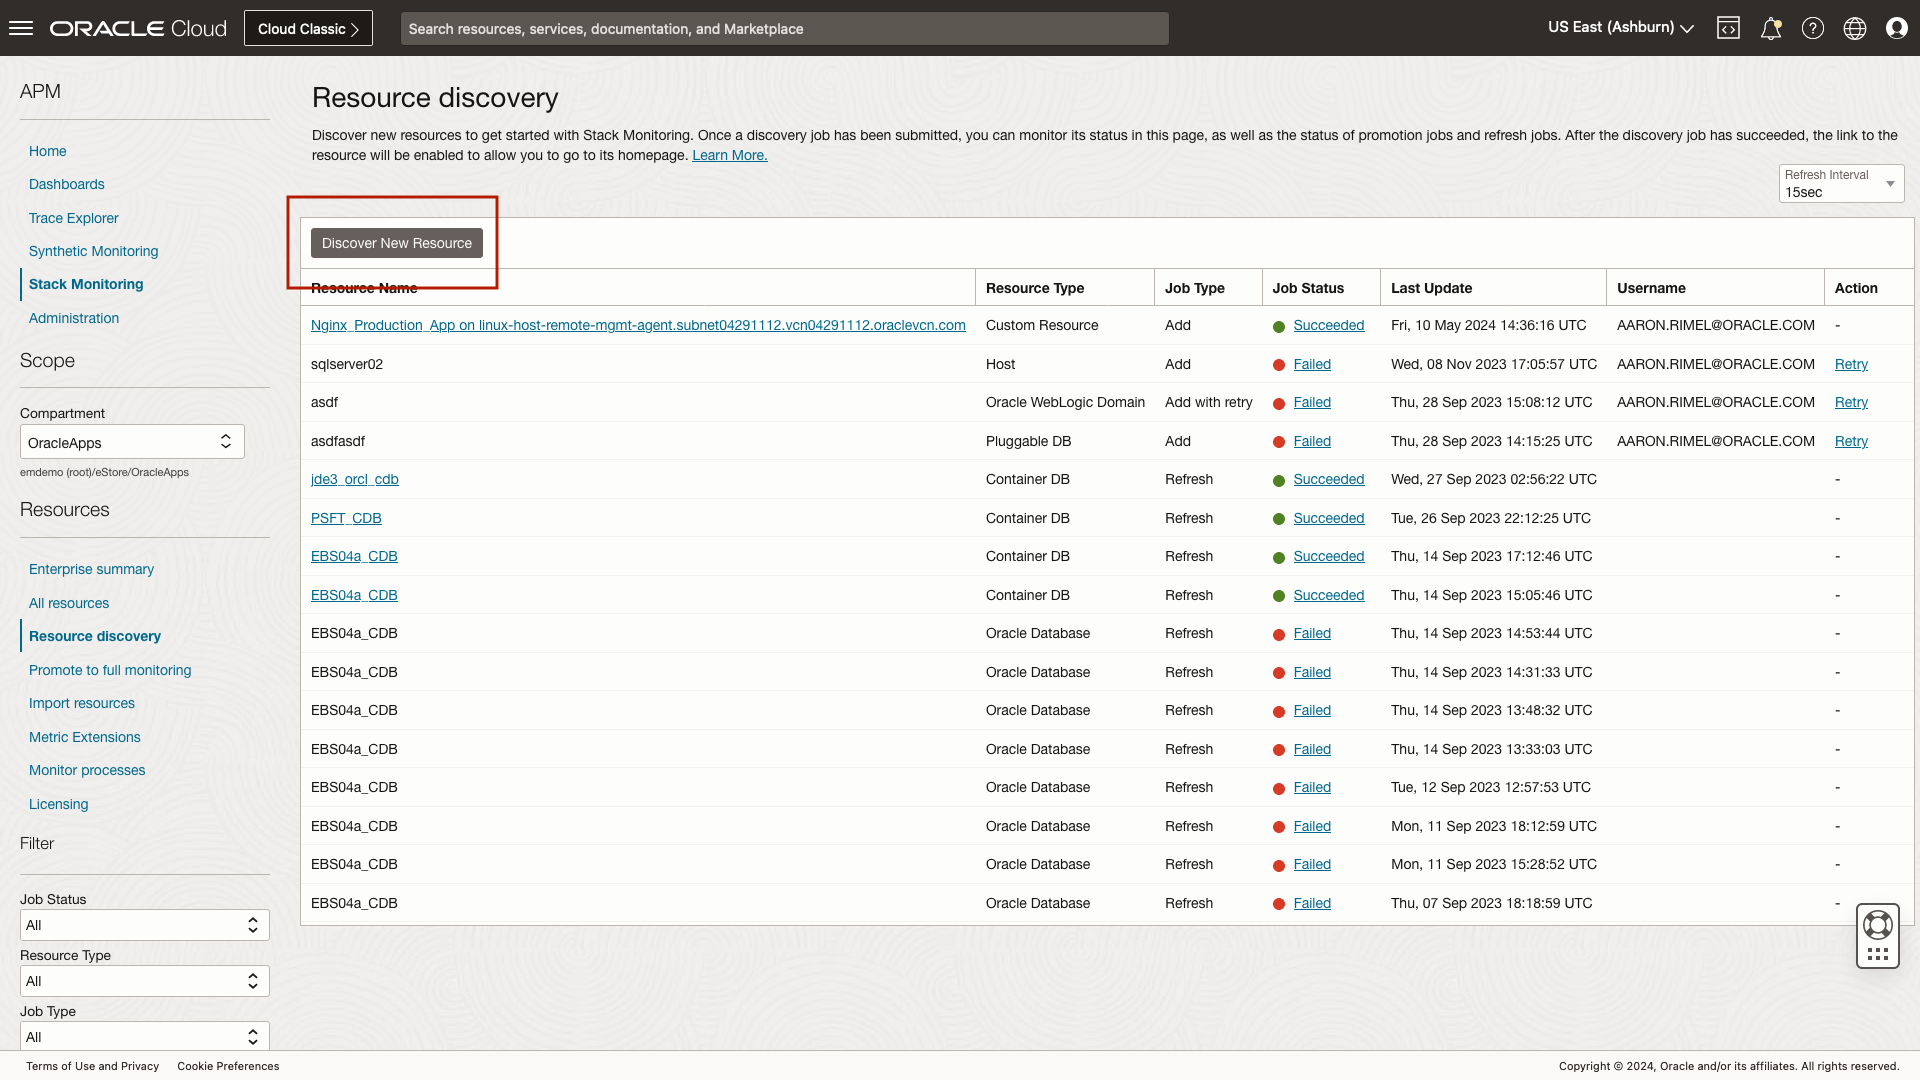 ORACLE Cloud
Cloud Classic
Search resources, services, documentation, and Marketplace
US East (Ashburn)
APM
Home
Dashboards
Trace Explorer
Synthetic Monitoring
Stack Monitoring
Administration
Scope
Compartment
OracleApps
emdemo (root)/eStore/OracleApps
Resources
Enterprise summary
All resources
Resource discovery
Promote to full monitoring
Import resources
Metric Extensions
Monitor processes
Licensing
Filter
Job Status
All
Resource Type
All
Job Type
All
Resource discovery
Discover new resources to get started with Stack Monitoring. Once a discovery job has been submitted, you can monitor its status in this page, as well as the status of promotion jobs and refresh jobs. After the discovery job has succeeded, the link to the
resource will be enabled to allow you to go to its homepage. Learn More.
Refresh Interval
15sec
Discover New Resource
Resource Name Resource Type Job Type Job Status Last Update Username Action
Nginx_Production_App on linux-host-remote-mgmt-agent.subnet04291112.vcn04291112.oraclevcn.com Custom Resource Add Succeeded Fri, 10 May 2024 14:36:16 UTC AARON.RIMEL@ORACLE.COM -
sqlserver02 Host Add Failed Wed, 08 Nov 2023 17:05:57 UTC AARON.RIMEL@ORACLE.COM Retry
asdf Oracle WebLogic Domain Add with retry Failed Thu, 28 Sep 2023 15:08:12 UTC AARON.RIMEL@ORACLE.COM Retry
asdfasdf Pluggable DB Add Failed Thu, 28 Sep 2023 14:15:25 UTC AARON.RIMEL@ORACLE.COM Retry
jde3_orcl_cdb Container DB Refresh Succeeded Wed, 27 Sep 2023 02:56:22 UTC -
PSFT_CDB Container DB Refresh Succeeded Tue, 26 Sep 2023 22:12:25 UTC -
EBS04a_CDB Container DB Refresh Succeeded Thu, 14 Sep 2023 17:12:46 UTC -
EBS04a_CDB Container DB Refresh Succeeded Thu, 14 Sep 2023 15:05:46 UTC -
EBS04a_CDB Oracle Database Refresh Failed Thu, 14 Sep 2023 14:53:44 UTC -
EBS04a_CDB Oracle Database Refresh Failed Thu, 14 Sep 2023 14:31:33 UTC -
EBS04a_CDB Oracle Database Refresh Failed Thu, 14 Sep 2023 13:48:32 UTC -
EBS04a_CDB Oracle Database Refresh Failed Thu, 14 Sep 2023 13:33:03 UTC -
EBS04a_CDB Oracle Database Refresh Failed Tue, 12 Sep 2023 12:57:53 UTC -
EBS04a_CDB Oracle Database Refresh Failed Mon, 11 Sep 2023 18:12:59 UTC -
EBS04a_CDB Oracle Database Refresh Failed Mon, 11 Sep 2023 15:28:52 UTC -
EBS04a_CDB Oracle Database Refresh Failed Thu, 07 Sep 2023 18:18:59 UTC -
Terms of Use and Privacy Cookie Preferences
Copyright © 2024, Oracle and/or its affiliates. All rights reserved.